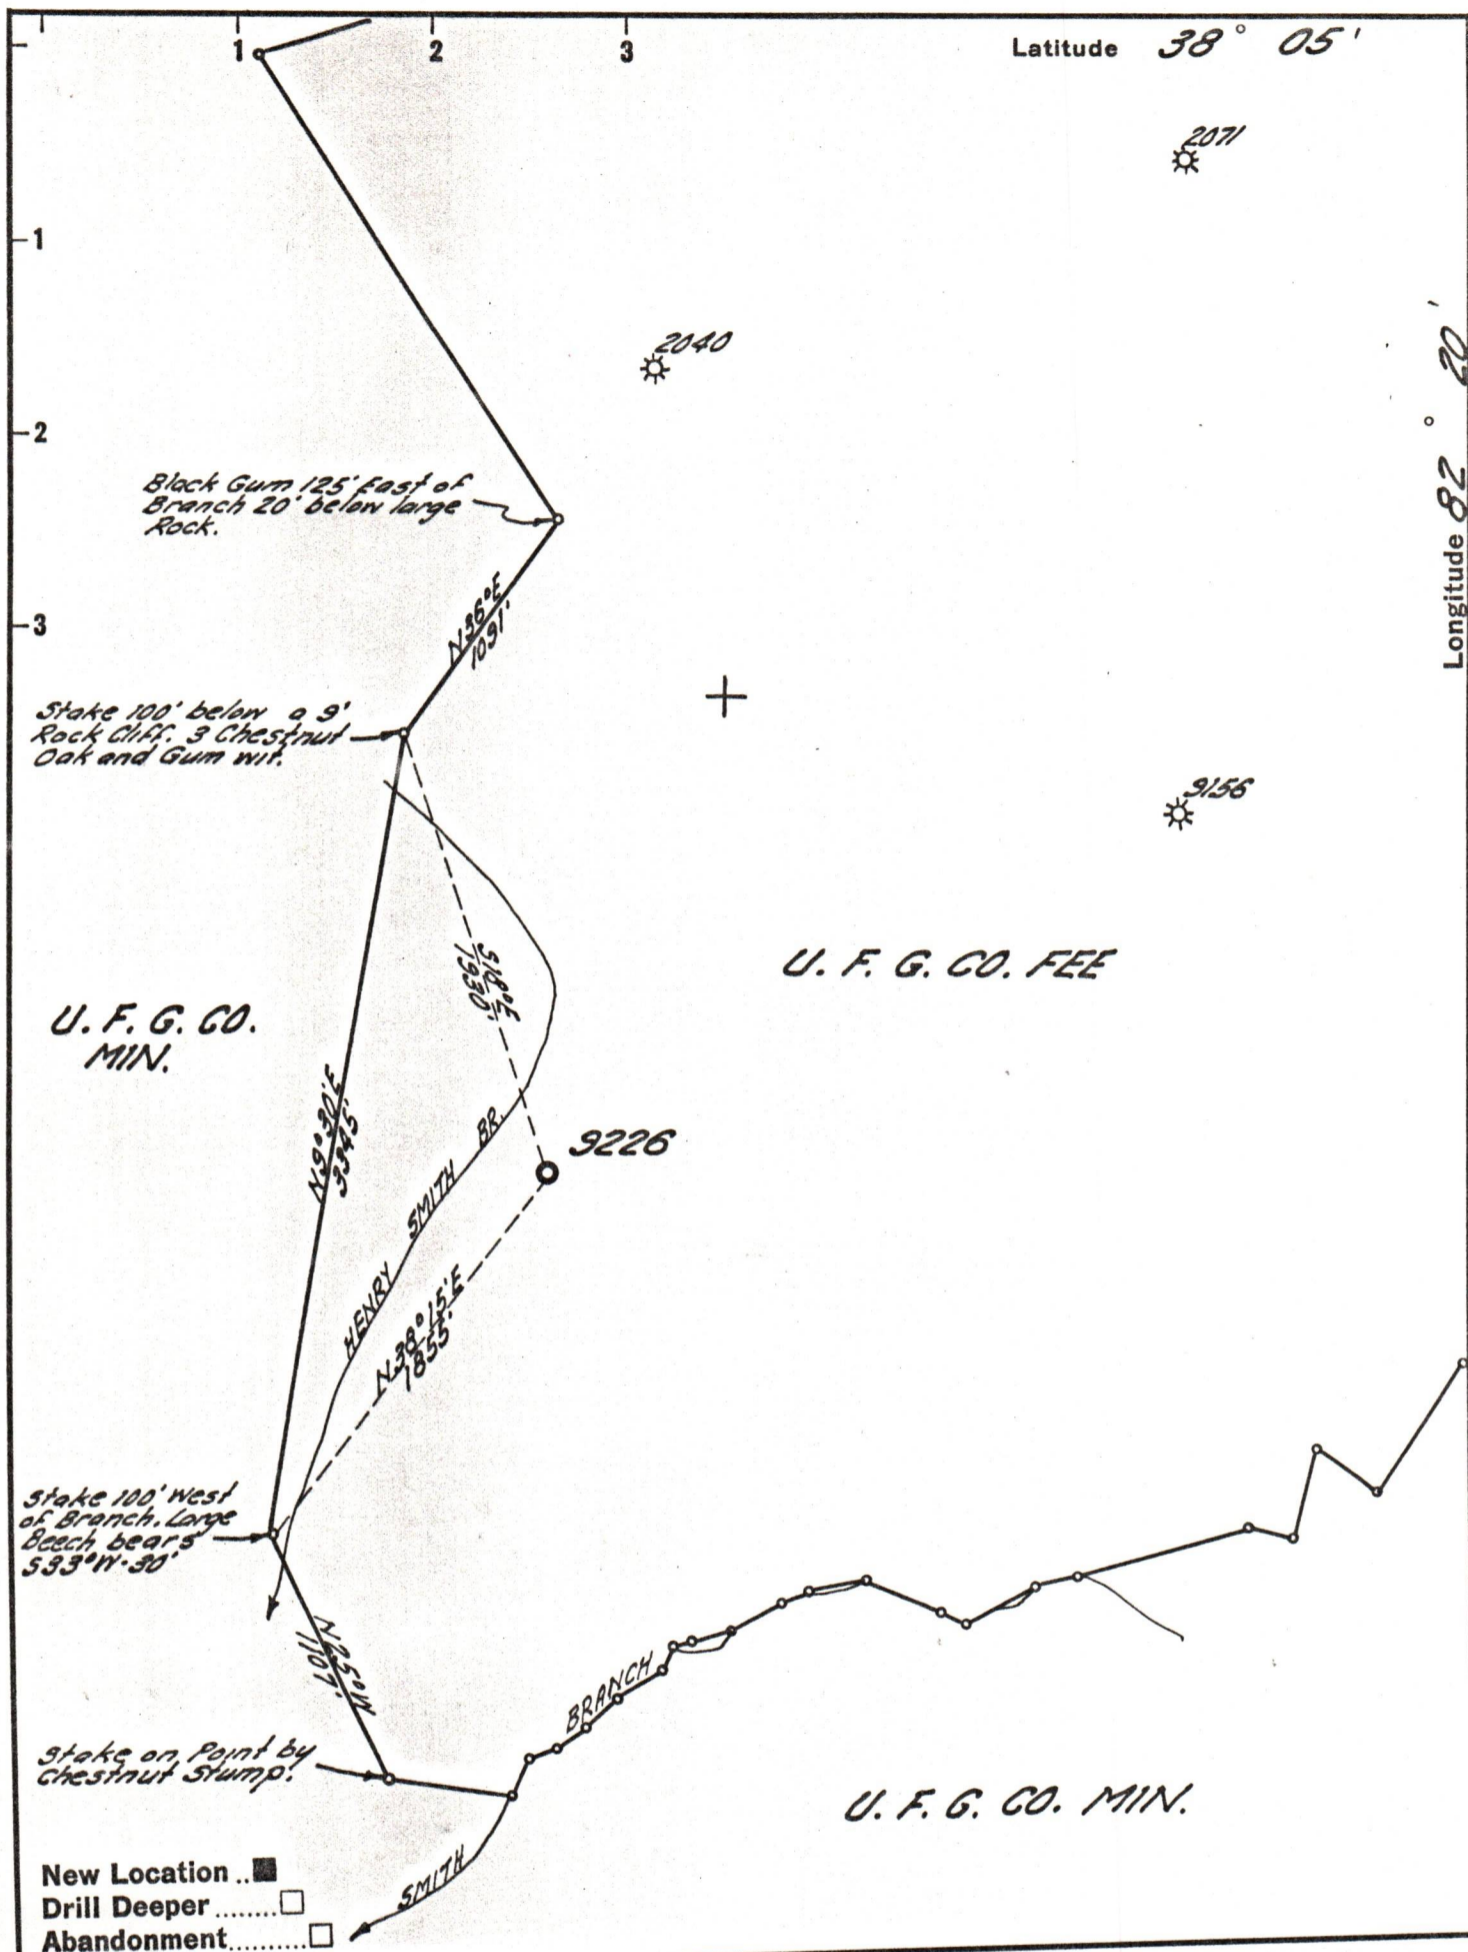 1 2 3
Latitude 38° 05'
2071
1
2040
2
Longitude 82° 20'
Black Gum 125' East of
Branch 20' below large
Rock.
3
N36°E
1091'
Stake 100' below a 9'
Rock Cliff. 3 Chestnut
Oak and Gum wit.
9156
S18°E
1930'
U. F. G. CO. FEE
U. F. G. CO.
MIN.
N9°30'E
3345'
9226
HENRY SMITH BR.
N38°15'E
1855'
Stake 100' West
of Branch. Large
Beech bears
S33°W-30'
N25°W
1107'
BRANCH
Stake on Point by
Chestnut Stump.
U. F. G. CO. MIN.
SMITH
New Location ..■
Drill Deeper ........□
Abandonment..........□